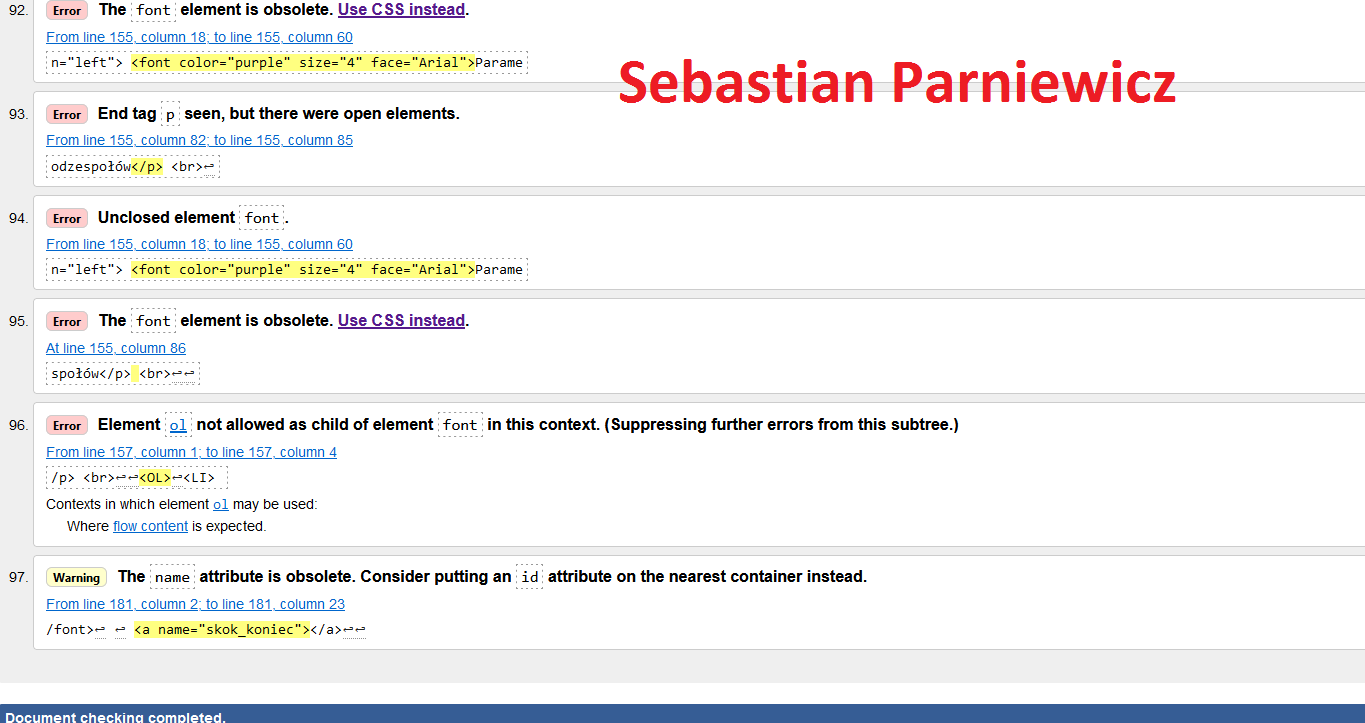 92. Error The font element is obsolete. Use CSS instead.
From line 155, column 18; to line 155, column 60
n="left"> <font color="purple" size="4" face="Arial">Parame
Sebastian Parniewicz
93. Error End tag p seen, but there were open elements.
From line 155, column 82; to line 155, column 85
odzespołów</p> <br>↩
94. Error Unclosed element font.
From line 155, column 18; to line 155, column 60
n="left"> <font color="purple" size="4" face="Arial">Parame
95. Error The font element is obsolete. Use CSS instead.
At line 155, column 86
społów</p> <br>↩↩
96. Error Element ol not allowed as child of element font in this context. (Suppressing further errors from this subtree.)
From line 157, column 1; to line 157, column 4
/p> <br>↩↩<OL>↩<LI>
Contexts in which element ol may be used:
Where flow content is expected.
97. Warning The name attribute is obsolete. Consider putting an id attribute on the nearest container instead.
From line 181, column 2; to line 181, column 23
/font>↩ ↩ <a name="skok_koniec"></a>↩↩
Document checking completed.